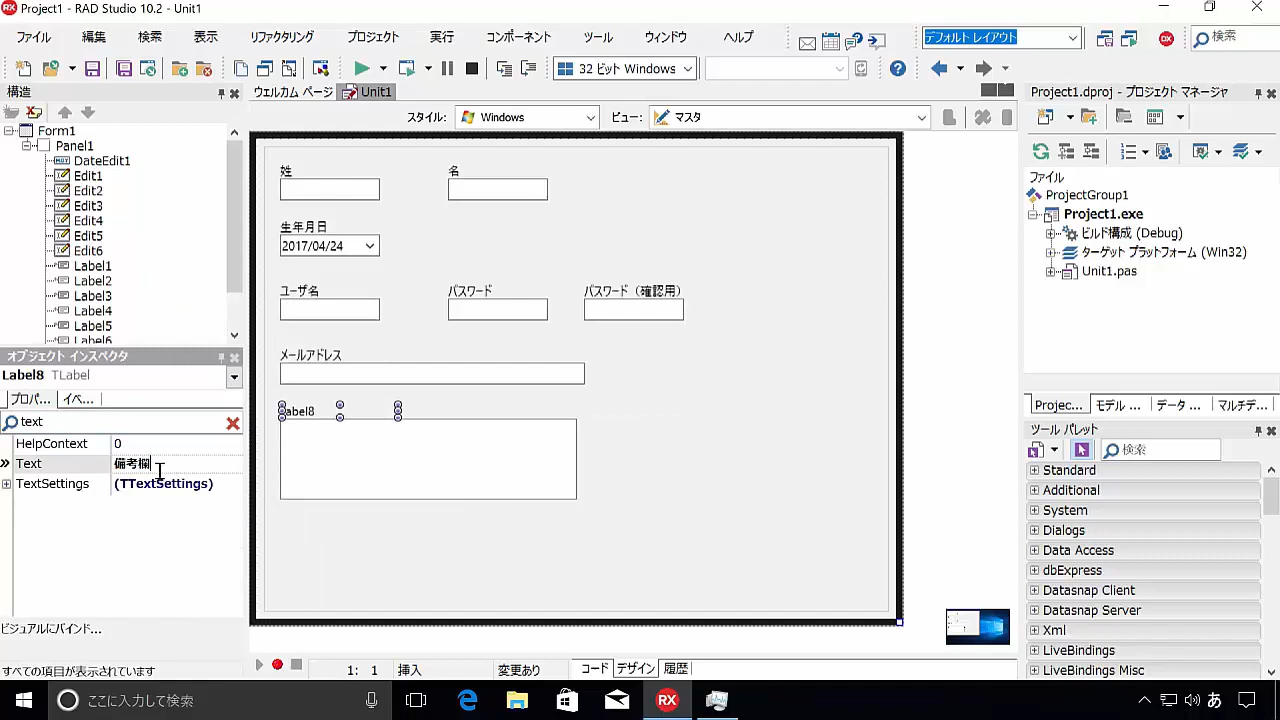 Project1 - RAD Studio 10.2 - Unit1
ファイル 編集 検索 表示 リファクタリング プロジェクト 実行 コンポーネント ツール ウィンドウ ヘルプ デフォルト レイアウト 検索
32 ビット Windows
構造
ウェルカム ページ Unit1
Project1.dproj - プロジェクト マネージャ
スタイル: Windows ビュー: マスタ
Form1
Panel1
DateEdit1
Edit1
Edit2
Edit3
Edit4
Edit5
Edit6
Label1
Label2
Label3
Label4
Label5
Label6
オブジェクト インスペクタ
Label8 TLabel
プロパ... イベ...
text
HelpContext 0
Text 備考欄
TextSettings (TTextSettings)
ビジュアルにバインド...
すべての項目が表示されています
姓 名
生年月日
2017/04/24
ユーザ名 パスワード パスワード（確認用）
メールアドレス
Label8
1: 1 挿入 変更あり コード デザイン 履歴
ファイル
ProjectGroup1
Project1.exe
ビルド構成 (Debug)
ターゲット プラットフォーム (Win32)
Unit1.pas
Projec... モデル ... データ ... マルチデ...
ツール パレット
検索
Standard
Additional
System
Dialogs
Data Access
dbExpress
Datasnap Client
Datasnap Server
Xml
LiveBindings
LiveBindings Misc
ここに入力して検索
RX
あ